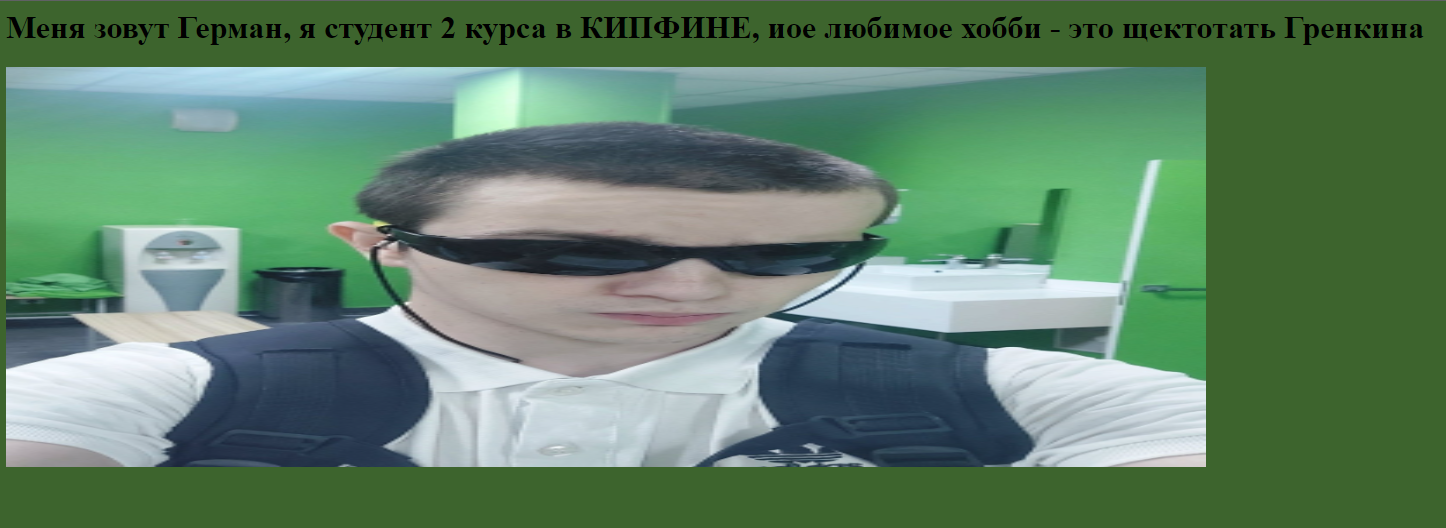 Меня зовут Герман, я студент 2 курса в КИПФИНЕ, иое любимое хобби - это щектотать Гренкина